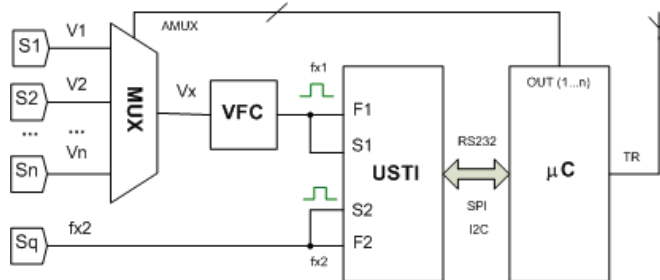 AMUX
S1 V1
fx1
OUT (1...n)
S2 V2 Vx
MUX
VFC
F1
... ...
S1
RS232
Sn Vn
USTI
µC
TR
SPI
S2
I2C
Sq fx2
F2
fx2